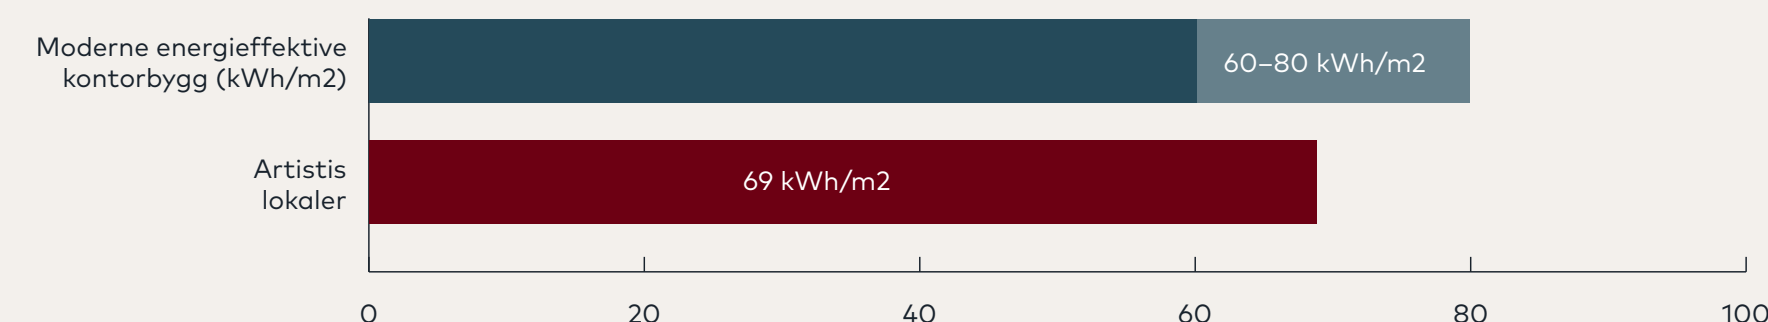 Moderne energieffektive
kontorbygg (kWh/m2)
60–80 kWh/m2
Artistis
lokaler
69 kWh/m2
0 20 40 60 80 100